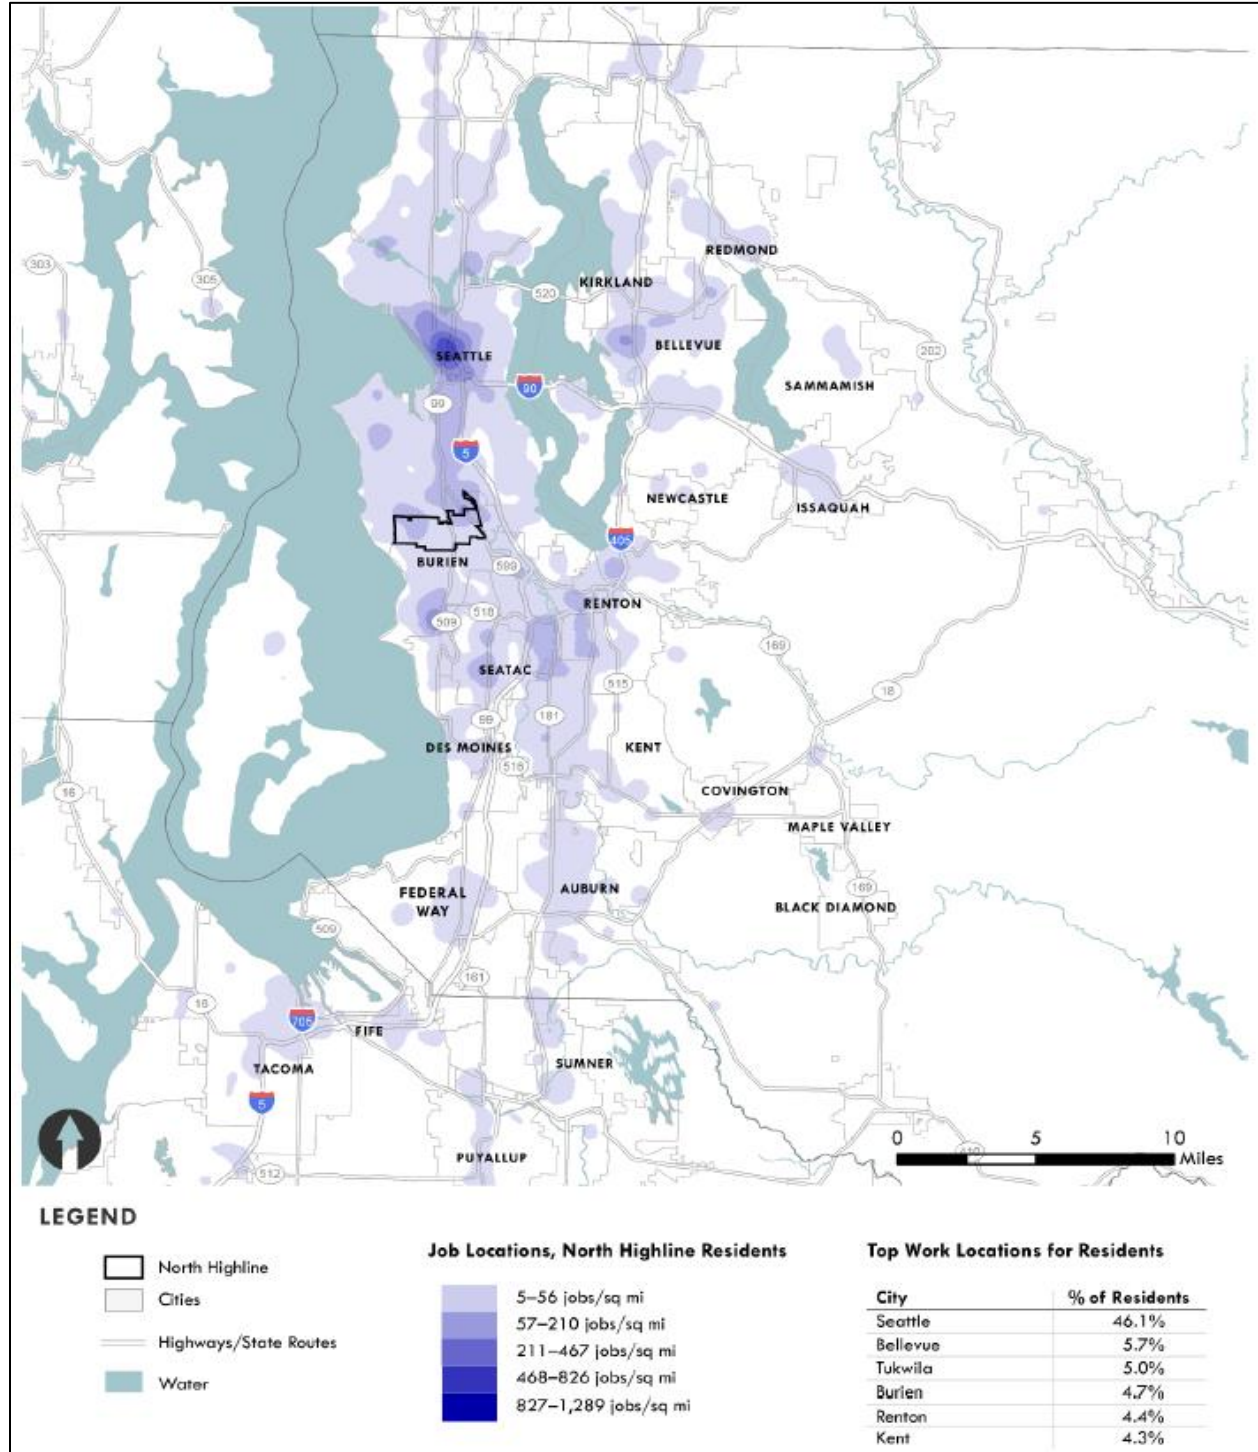 303
305
520
REDMOND
KIRKLAND
SEATTLE
BELLEVUE
202
90
SAMMAMISH
99
5
NEWCASTLE
ISSAQUAH
405
BURIEN
599
RENTON
509
518
169
SEATAC
515
18
99
181
DES MOINES
KENT
516
16
COVINGTON
MAPLE VALLEY
FEDERAL
WAY
AUBURN
169
BLACK DIAMOND
509
161
16
705
FIFE
TACOMA
SUMNER
5
0 5 10
410
Miles
PUYALLUP
512
LEGEND
North Highline
Cities
Highways/State Routes
Water
Job Locations, North Highline Residents
5–56 jobs/sq mi
57–210 jobs/sq mi
211–467 jobs/sq mi
468–826 jobs/sq mi
827–1,289 jobs/sq mi
Top Work Locations for Residents
City % of Residents
Seattle 46.1%
Bellevue 5.7%
Tukwila 5.0%
Burien 4.7%
Renton 4.4%
Kent 4.3%